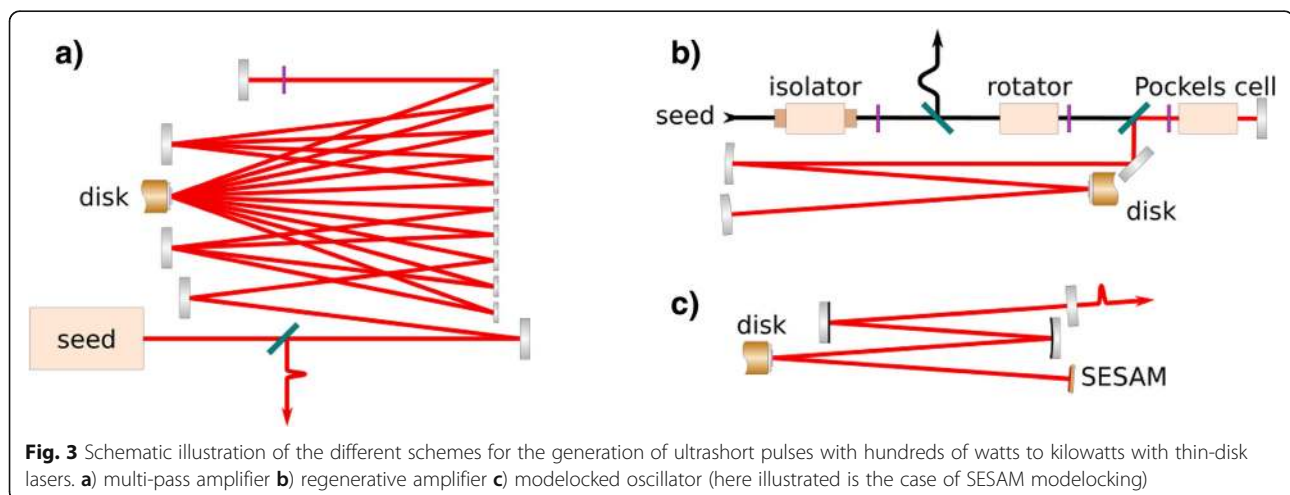 a)
disk
seed
b)
isolator
rotator
Pockels cell
seed
disk
c)
disk
SESAM
Fig. 3 Schematic illustration of the different schemes for the generation of ultrashort pulses with hundreds of watts to kilowatts with thin-disk
lasers. a) multi-pass amplifier b) regenerative amplifier c) modelocked oscillator (here illustrated is the case of SESAM modelocking)